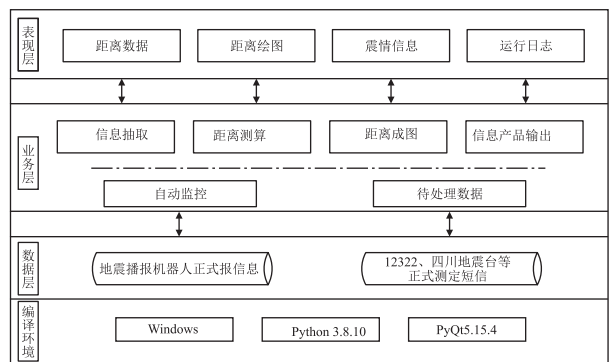 表现层
距离数据
距离绘图
震情信息
运行日志
业务层
信息抽取
距离测算
距离成图
信息产品输出
自动监控
待处理数据
数据层
地震播报机器人正式报信息
12322、四川地震台等
正式测定短信
编译环境
Windows
Python 3.8.10
PyQt5.15.4